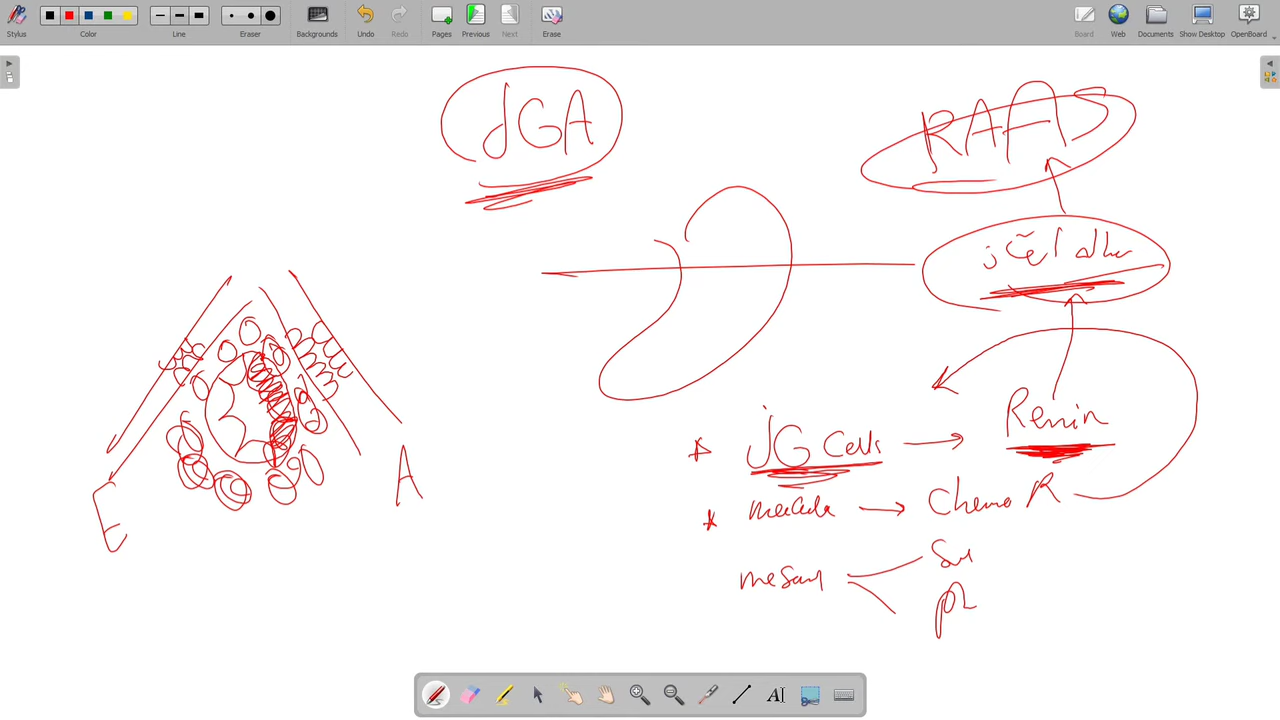 Stylus
Color
Line
Eraser
Backgrounds
Undo
Redo
Pages
Previous
Next
Erase
Board
Web
Documents
Show Desktop
OpenBoard
JGA
RAAS
JG Cells → Renin
→ Chemo R
E
A